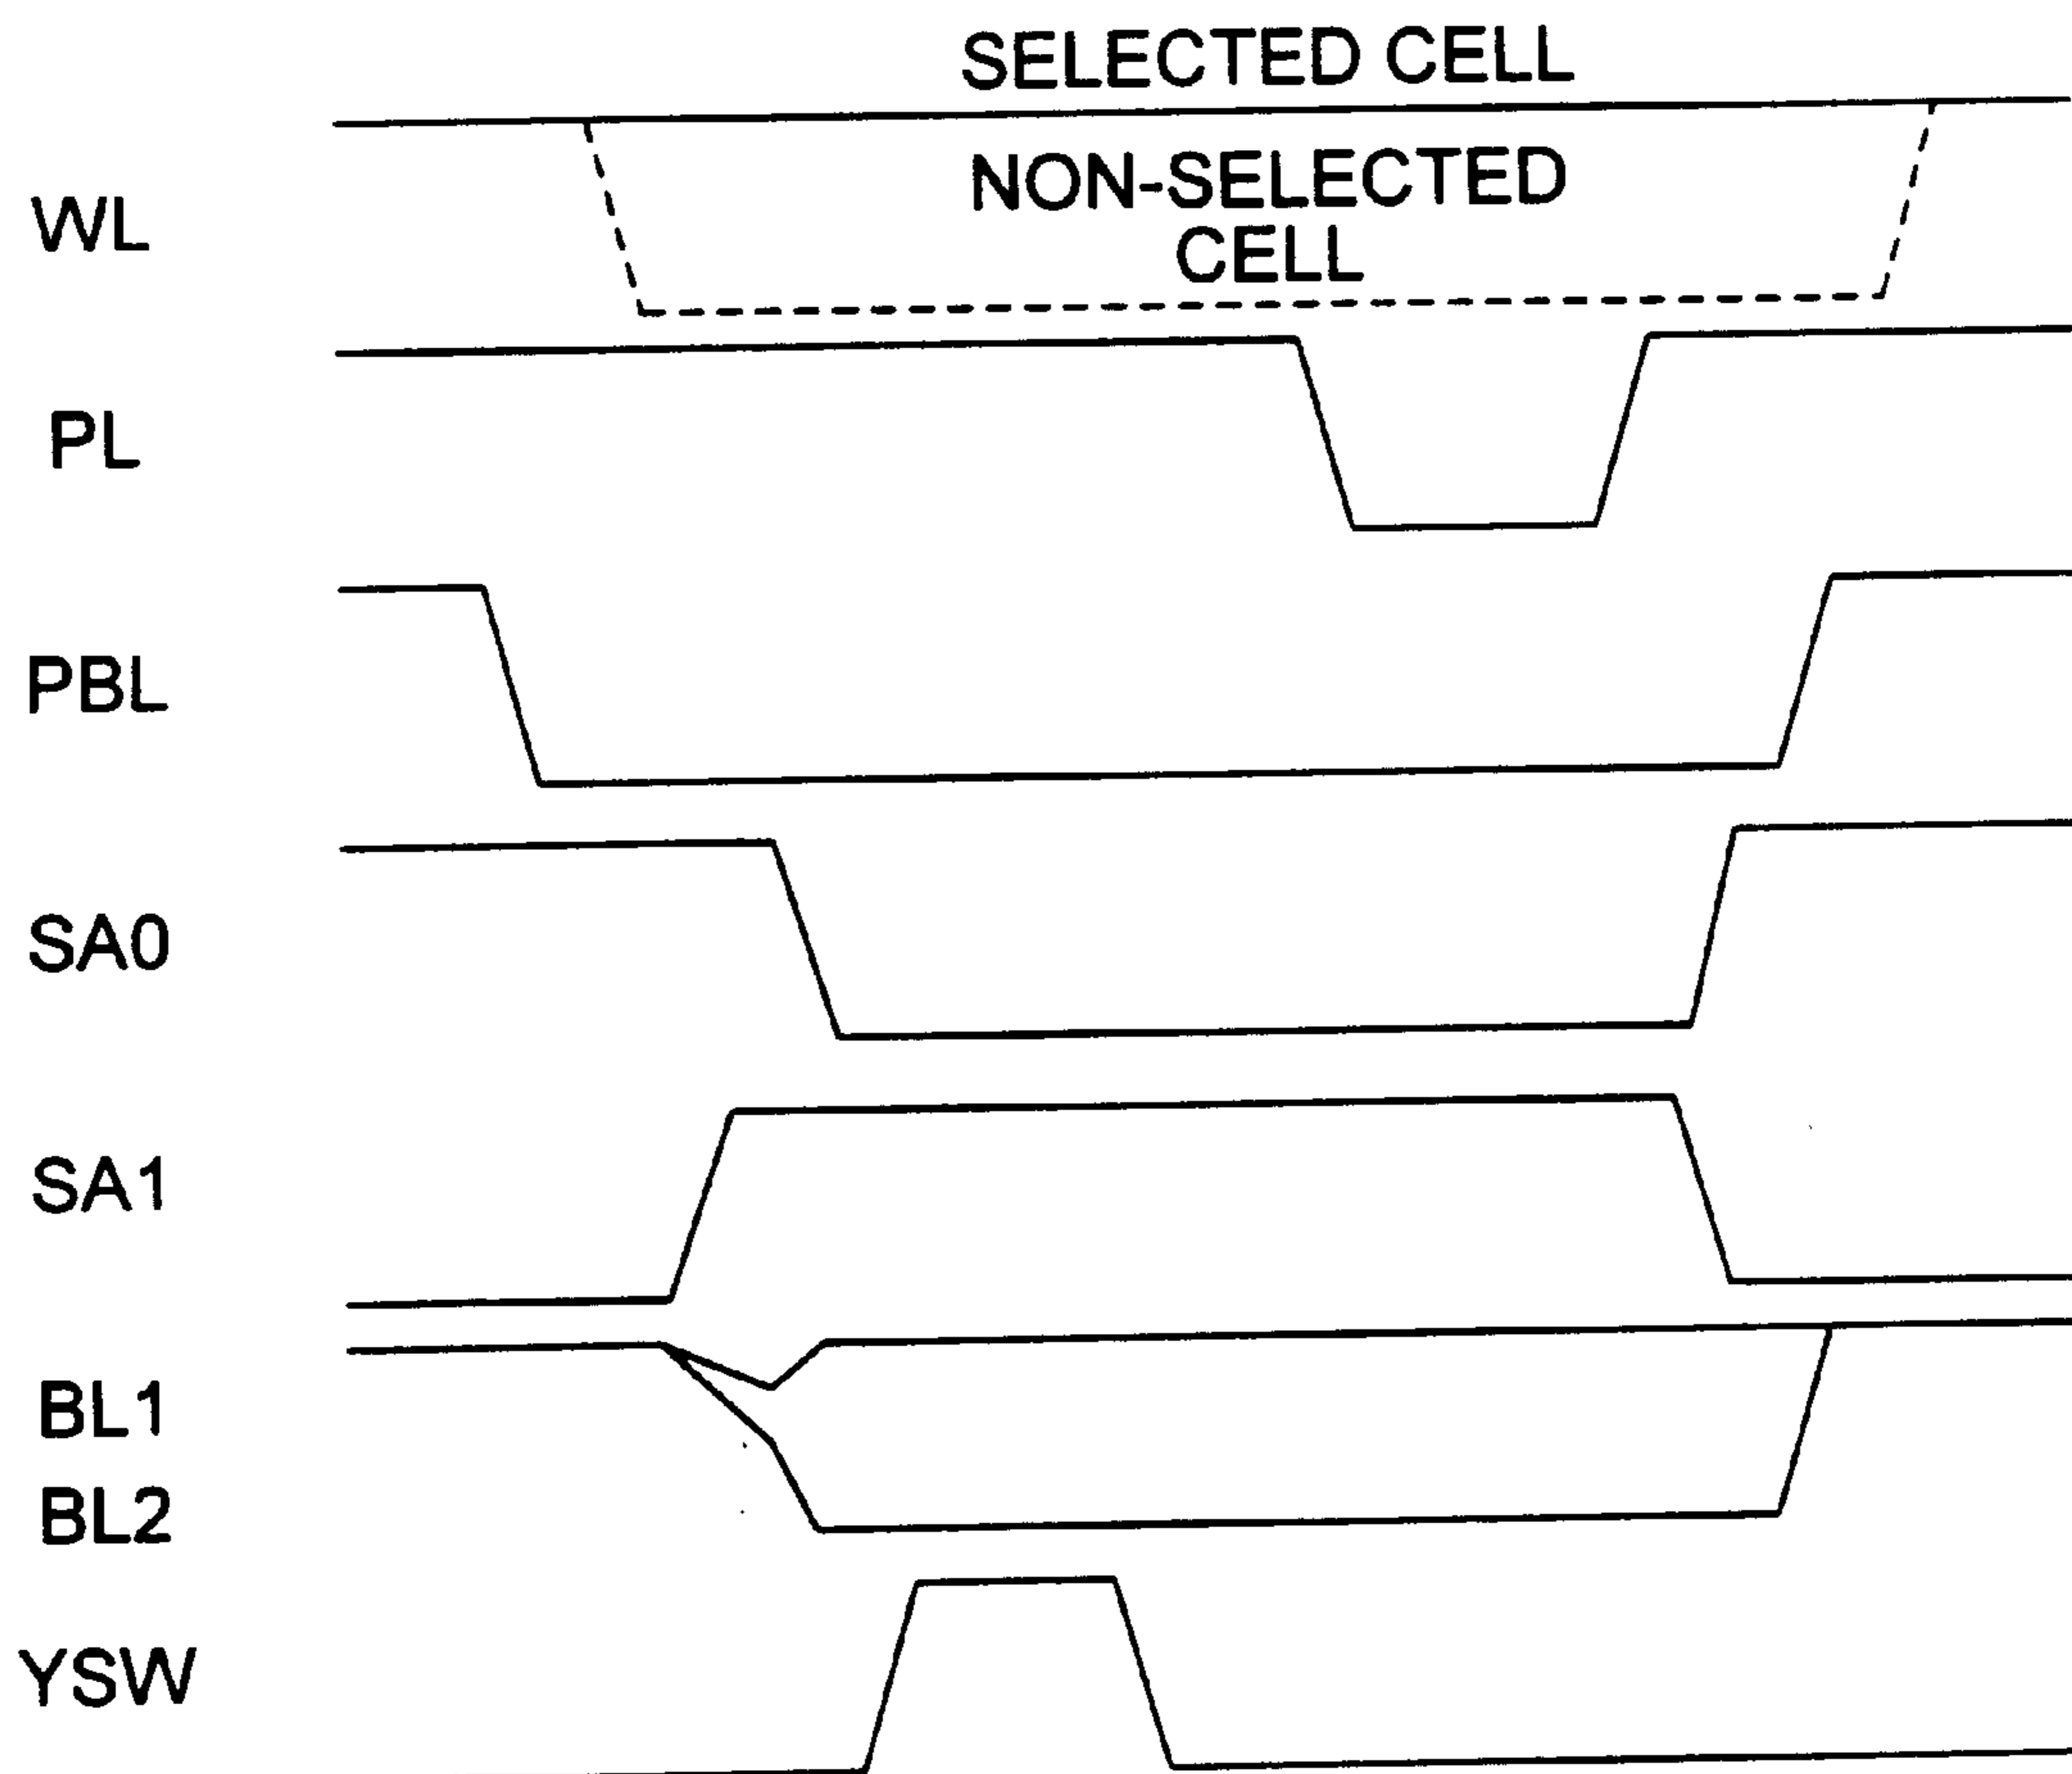 SELECTED CELL
NON-SELECTED
CELL
WL
PL
PBL
SA0
SA1
BL1
BL2
YSW